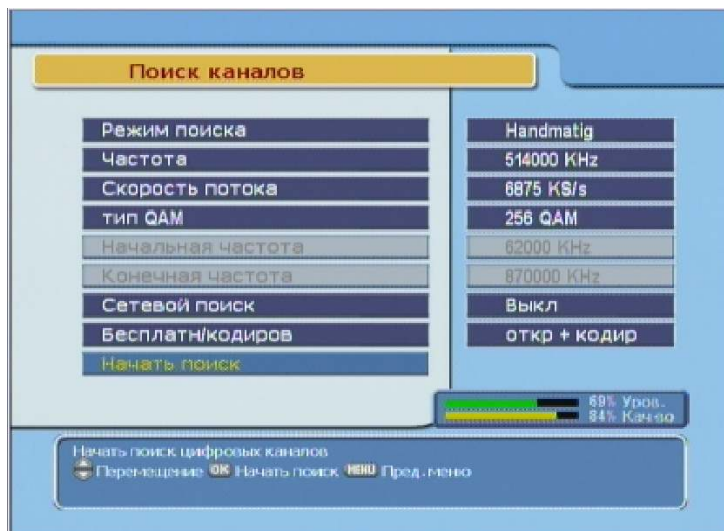 Поиск каналов
Режим поиска Handmatig
Частота 514000 KHz
Скорость потока 6875 KS/s
тип QAM 256 QAM
Начальная частота 62000 KHz
Конечная частота 870000 KHz
Сетевой поиск Выкл
Бесплатн/кодиров откр + кодир
Начать поиск
69% Уров.
84% Кач-во
Начать поиск цифровых каналов
Перемещение OK Начать поиск MENU Пред.меню